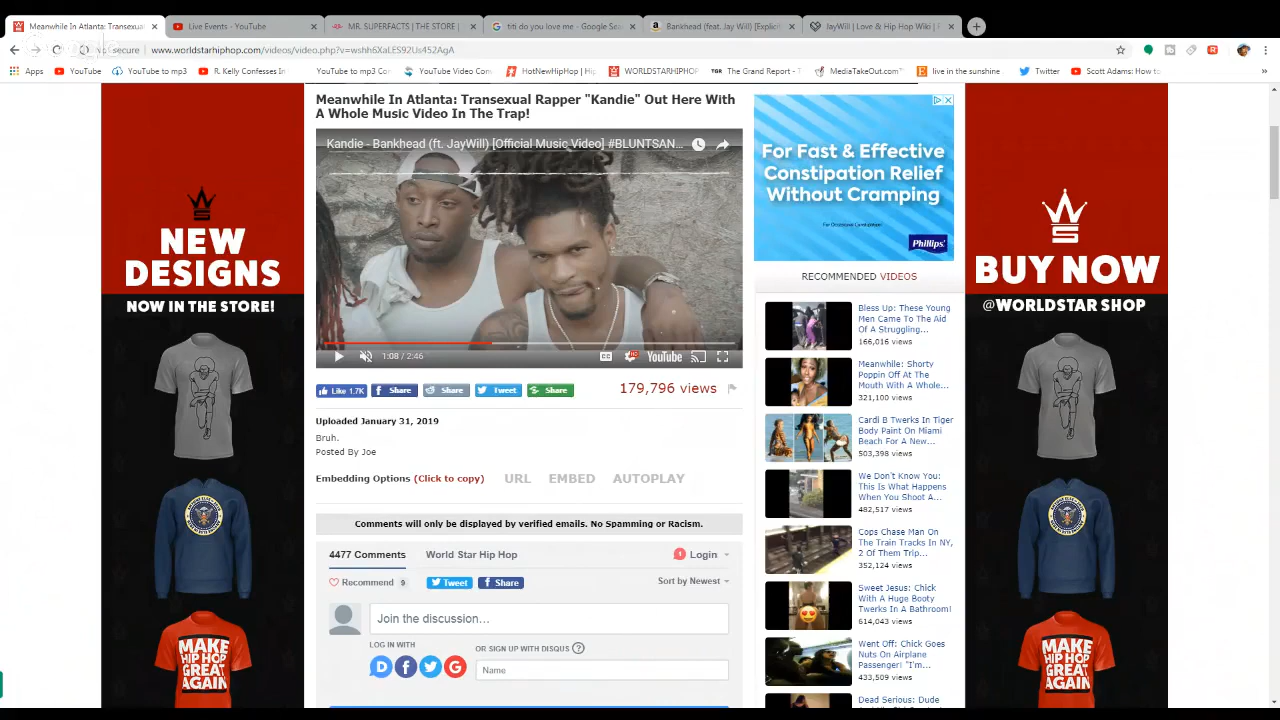 Meanwhile In Atlanta: Transexual
Live Events - YouTube
MR. SUPERFACTS | THE STORE |
titi do you love me - Google Sea
Bankhead (feat. Jay Will) [Explicit
JayWill | Love & Hip Hop Wiki | F
secure
www.worldstarhiphop.com/videos/video.php?v=wshh6XaLES92Us452AgA
Apps
YouTube
YouTube to mp3
R. Kelly Confesses In
YouTube to mp3 Con
YouTube Video Conv
HotNewHipHop | Hip
WORLDSTARHIPHOP
TGR
The Grand Report - T
MediaTakeOut.com™
live in the sunshine
Twitter
Scott Adams: How to
»
NEW
DESIGNS
NOW IN THE STORE!
MAKE
HIP HOP
GREAT
AGAIN
Meanwhile In Atlanta: Transexual Rapper "Kandie" Out Here With
A Whole Music Video In The Trap!
Kandie - Bankhead (ft. JayWill) [Official Music Video] #BLUNTSAN...
1:08 / 2:46
CC
HD
YouTube
Like 1.7K
Share
Share
Tweet
Share
179,796 views
Uploaded January 31, 2019
Bruh.
Posted By Joe
Embedding Options (Click to copy)
URL
EMBED
AUTOPLAY
Comments will only be displayed by verified emails. No Spamming or Racism.
4477 Comments
World Star Hip Hop
1
Login
Recommend 9
Tweet
Share
Sort by Newest
Join the discussion...
LOG IN WITH
OR SIGN UP WITH DISQUS ?
Name
For Fast & Effective
Constipation Relief
Without Cramping
For Occasional Constipation
Phillips'
RECOMMENDED VIDEOS
Bless Up: These Young
Men Came To The Aid
Of A Struggling...
166,016 views
Meanwhile: Shorty
Poppin Off At The
Mouth With A Whole...
321,100 views
Cardi B Twerks In Tiger
Body Paint On Miami
Beach For A New...
503,398 views
We Don't Know You:
This Is What Happens
When You Shoot A...
482,517 views
Cops Chase Man On
The Train Tracks In NY,
2 Of Them Trip...
352,124 views
Sweet Jesus: Chick
With A Huge Booty
Twerks In A Bathroom!
614,043 views
Went Off: Chick Goes
Nuts On Airplane
Passenger! "I'm...
433,509 views
Dead Serious: Dude
BUY NOW
@WORLDSTAR SHOP
MAKE
HIP HOP
GREAT
AGAIN